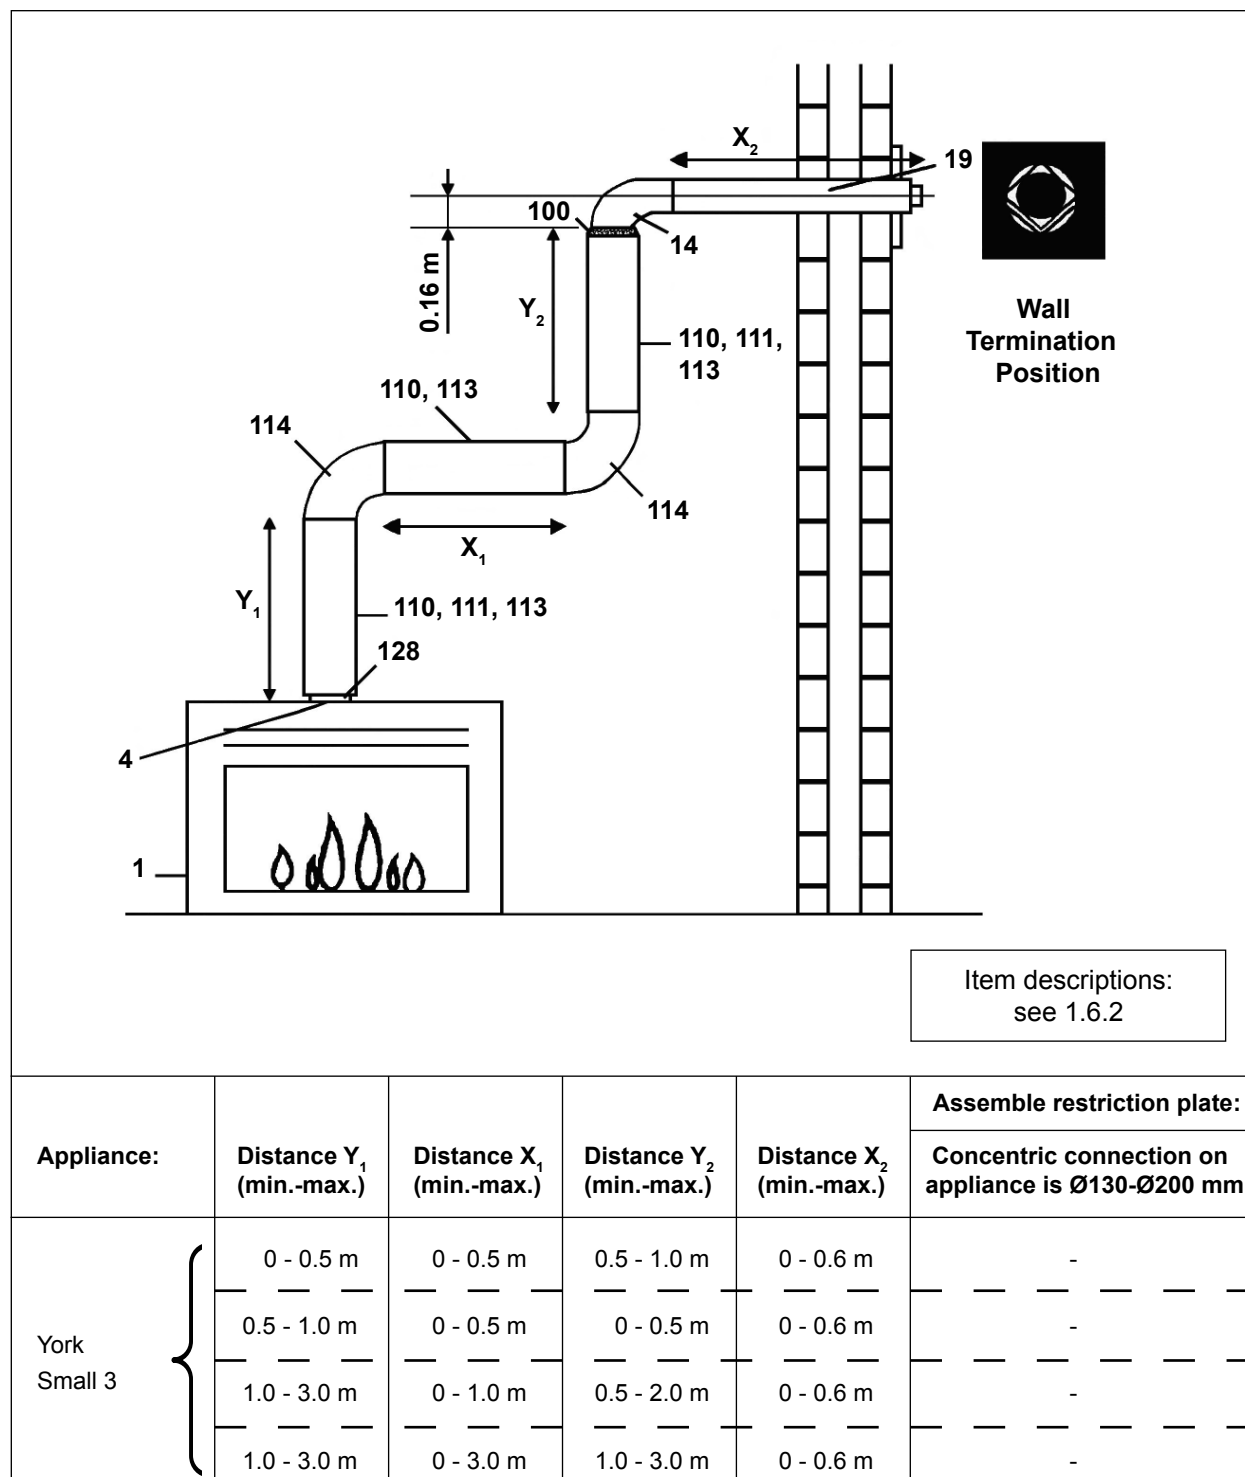 X2
19
100
14
0.16 m
Y2
Wall
Termination
Position
110, 111,
113
110, 113
114
114
X1
Y1
110, 111, 113
128
4
1
Item descriptions:
see 1.6.2
Assemble restriction plate:
Appliance:
Distance Y1
(min.-max.)
Distance X1
(min.-max.)
Distance Y2
(min.-max.)
Distance X2
(min.-max.)
Concentric connection on
appliance is Ø130-Ø200 mm
York
Small 3
0 - 0.5 m 0 - 0.5 m 0.5 - 1.0 m 0 - 0.6 m -
0.5 - 1.0 m 0 - 0.5 m 0 - 0.5 m 0 - 0.6 m -
1.0 - 3.0 m 0 - 1.0 m 0.5 - 2.0 m 0 - 0.6 m -
1.0 - 3.0 m 0 - 3.0 m 1.0 - 3.0 m 0 - 0.6 m -